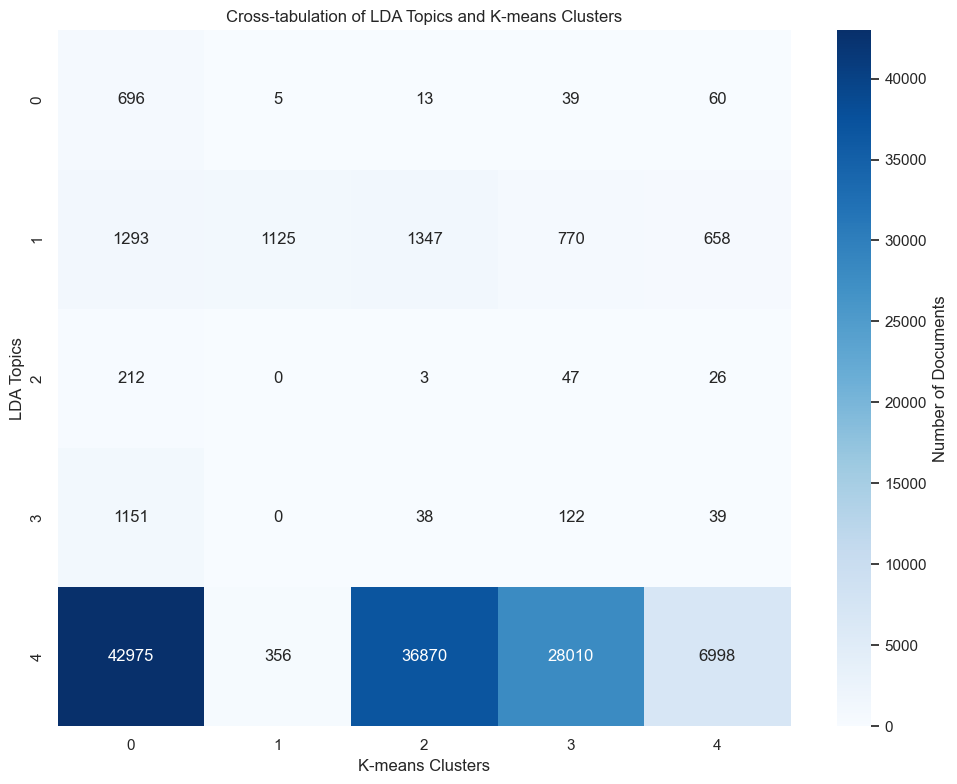 Cross-tabulation of LDA Topics and K-means Clusters
0 696 5 13 39 60
1 1293 1125 1347 770 658
2 212 0 3 47 26
3 1151 0 38 122 39
4 42975 356 36870 28010 6998
0 1 2 3 4
K-means Clusters
LDA Topics
40000
35000
30000
25000
20000
15000
10000
5000
0
Number of Documents